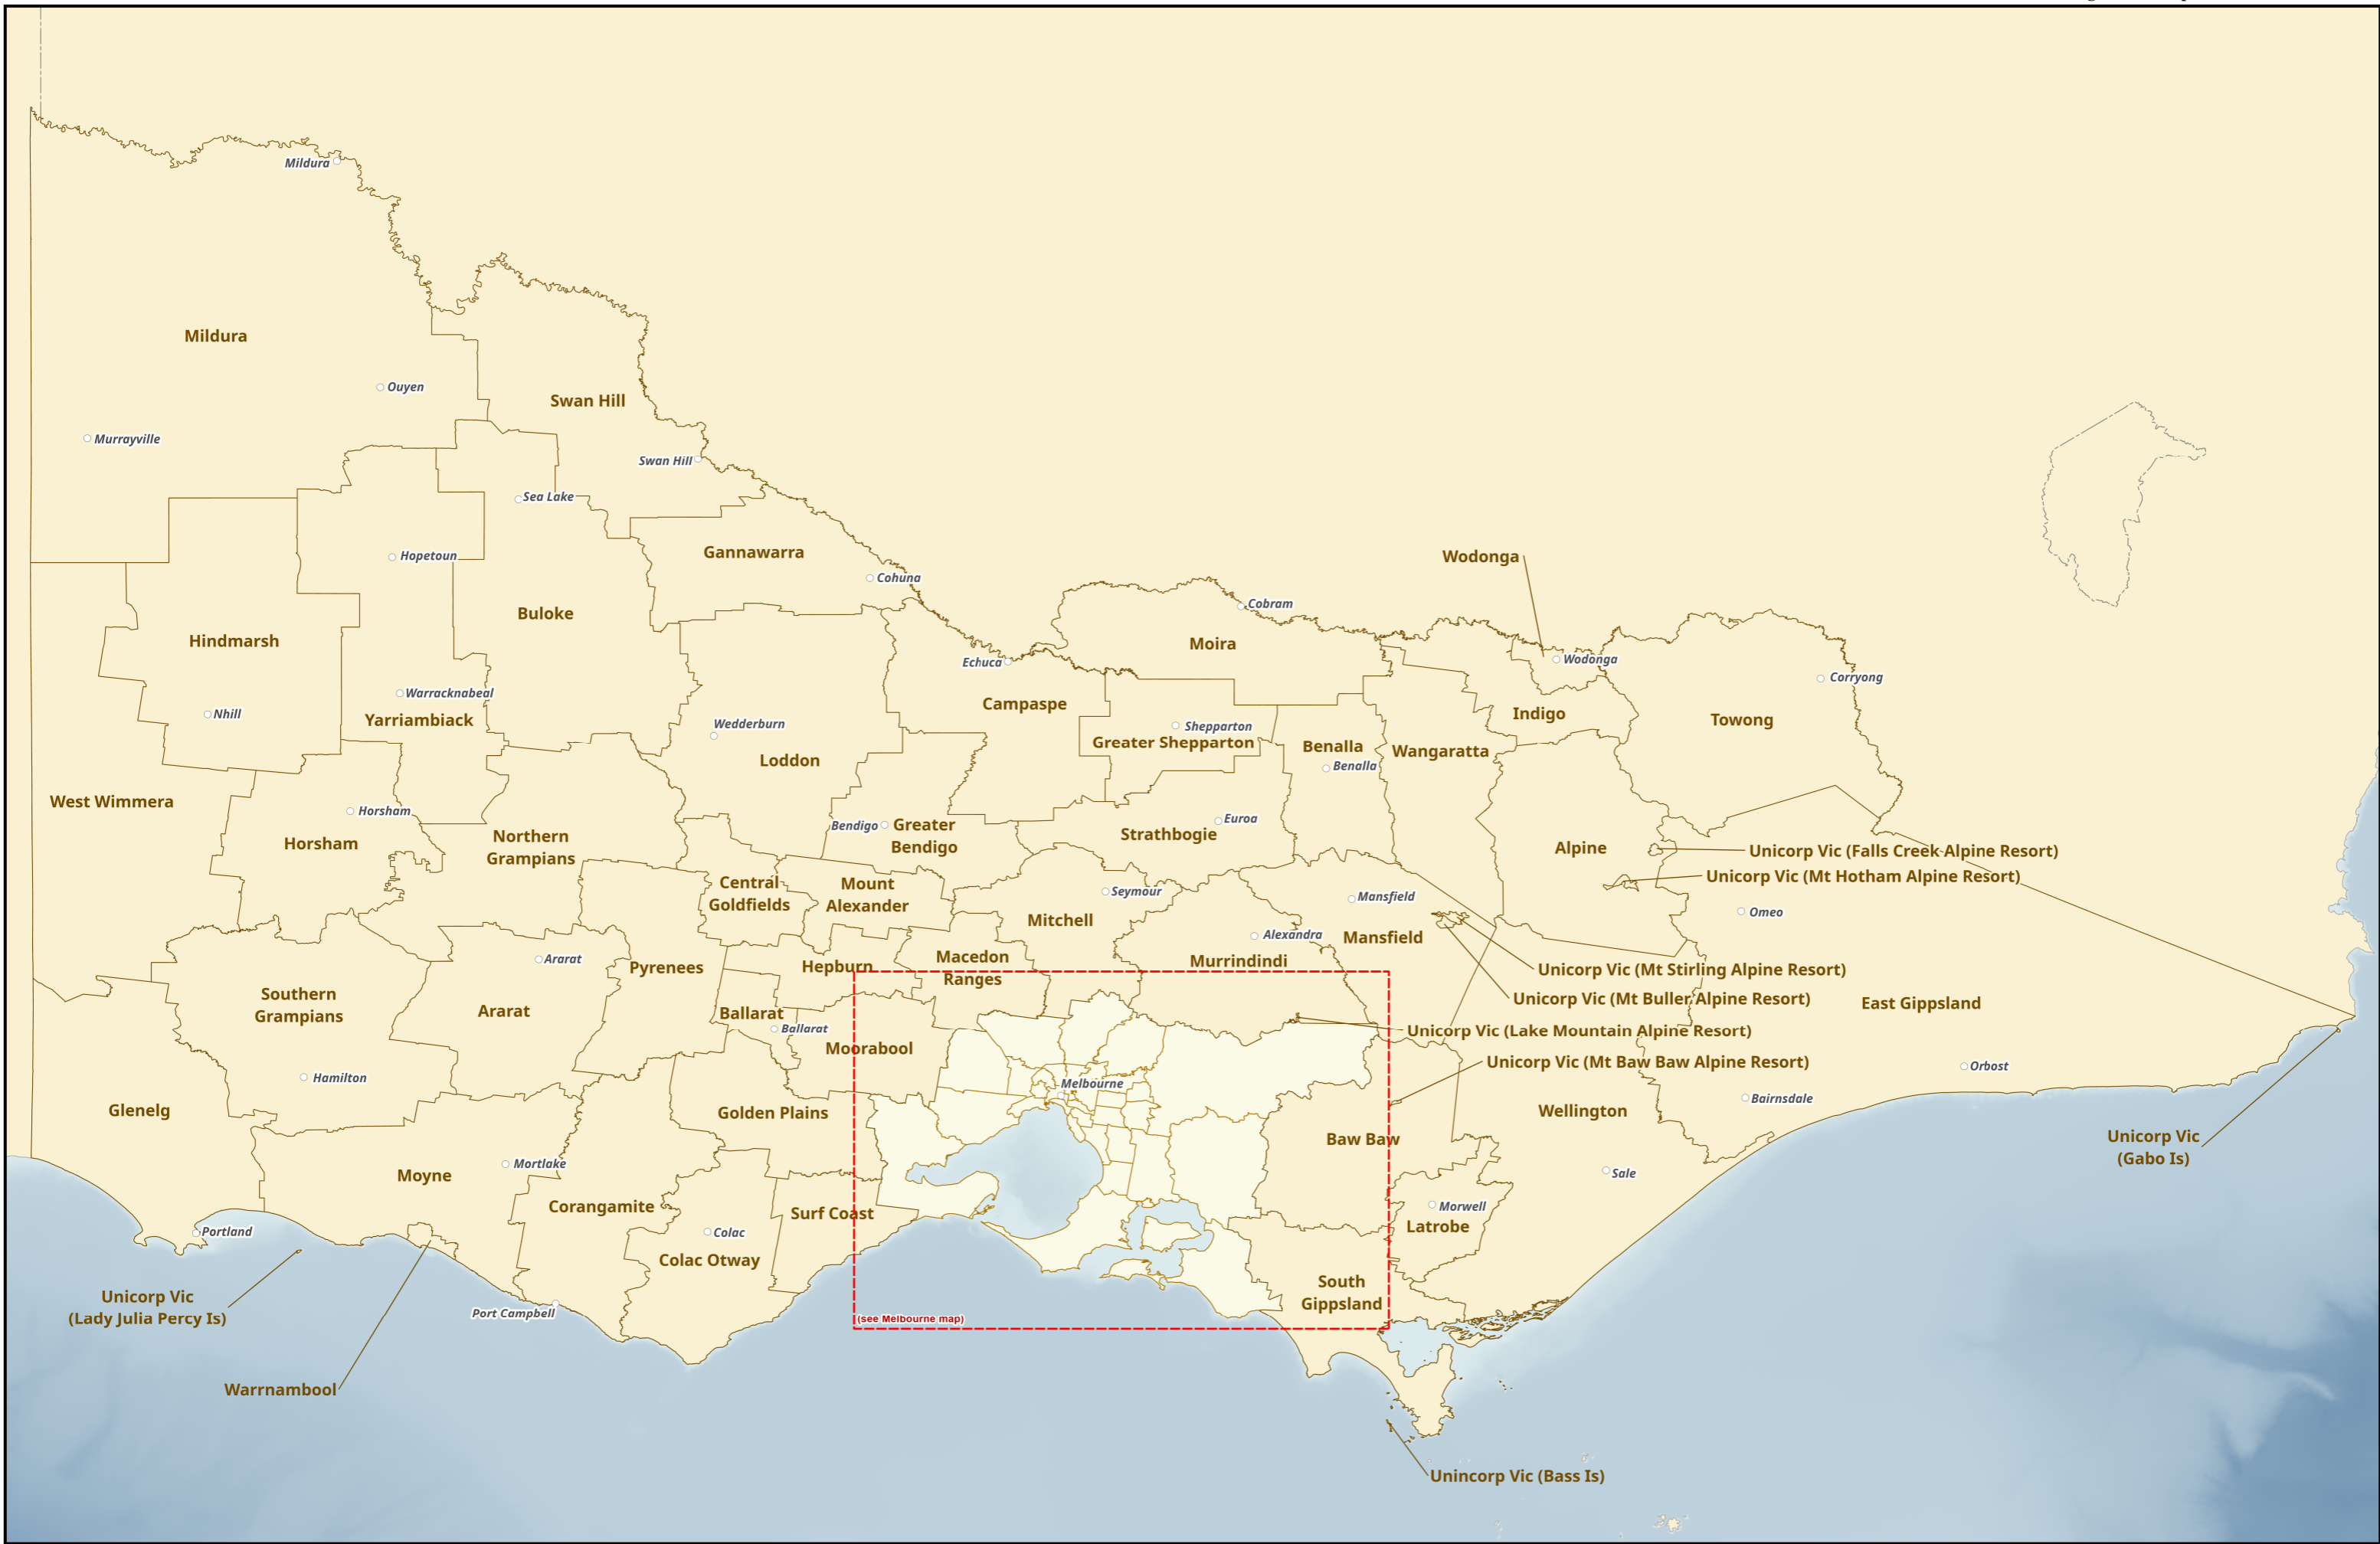 Mildura
Mildura
Ouyen
Swan Hill
Murrayville
Swan Hill
Sea Lake
Hopetoun
Gannawarra
Wodonga
Cohuna
Cobram
Buloke
Hindmarsh
Moira
Echuca
Wodonga
Corryong
Warracknabeal
Campaspe
Nhill
Yarriambiack
Wedderburn
Shepparton
Indigo
Towong
Greater Shepparton
Benalla
Wangaratta
Loddon
Benalla
West Wimmera
Horsham
Horsham
Northern
Grampians
Bendigo
Greater
Bendigo
Euroa
Strathbogie
Alpine
Unicorp Vic (Falls Creek Alpine Resort)
Unicorp Vic (Mt Hotham Alpine Resort)
Central
Goldfields
Mount
Alexander
Seymour
Mansfield
Omeo
Mitchell
Alexandra
Mansfield
Ararat
Pyrenees
Hepburn
Macedon
Ranges
Murrindindi
Unicorp Vic (Mt Stirling Alpine Resort)
Southern
Grampians
Unicorp Vic (Mt Buller Alpine Resort)
East Gippsland
Ararat
Ballarat
Ballarat
Unicorp Vic (Lake Mountain Alpine Resort)
Moorabool
Unicorp Vic (Mt Baw Baw Alpine Resort)
Orbost
Hamilton
Melbourne
Glenelg
Golden Plains
Wellington
Bairnsdale
Baw Baw
Unicorp Vic
(Gabo Is)
Mortlake
Moyne
Sale
Corangamite
Surf Coast
Morwell
Latrobe
Portland
Colac
Colac Otway
South
Gippsland
Unicorp Vic
(Lady Julia Percy Is)
Port Campbell
(see Melbourne map)
Warrnambool
Unincorp Vic (Bass Is)